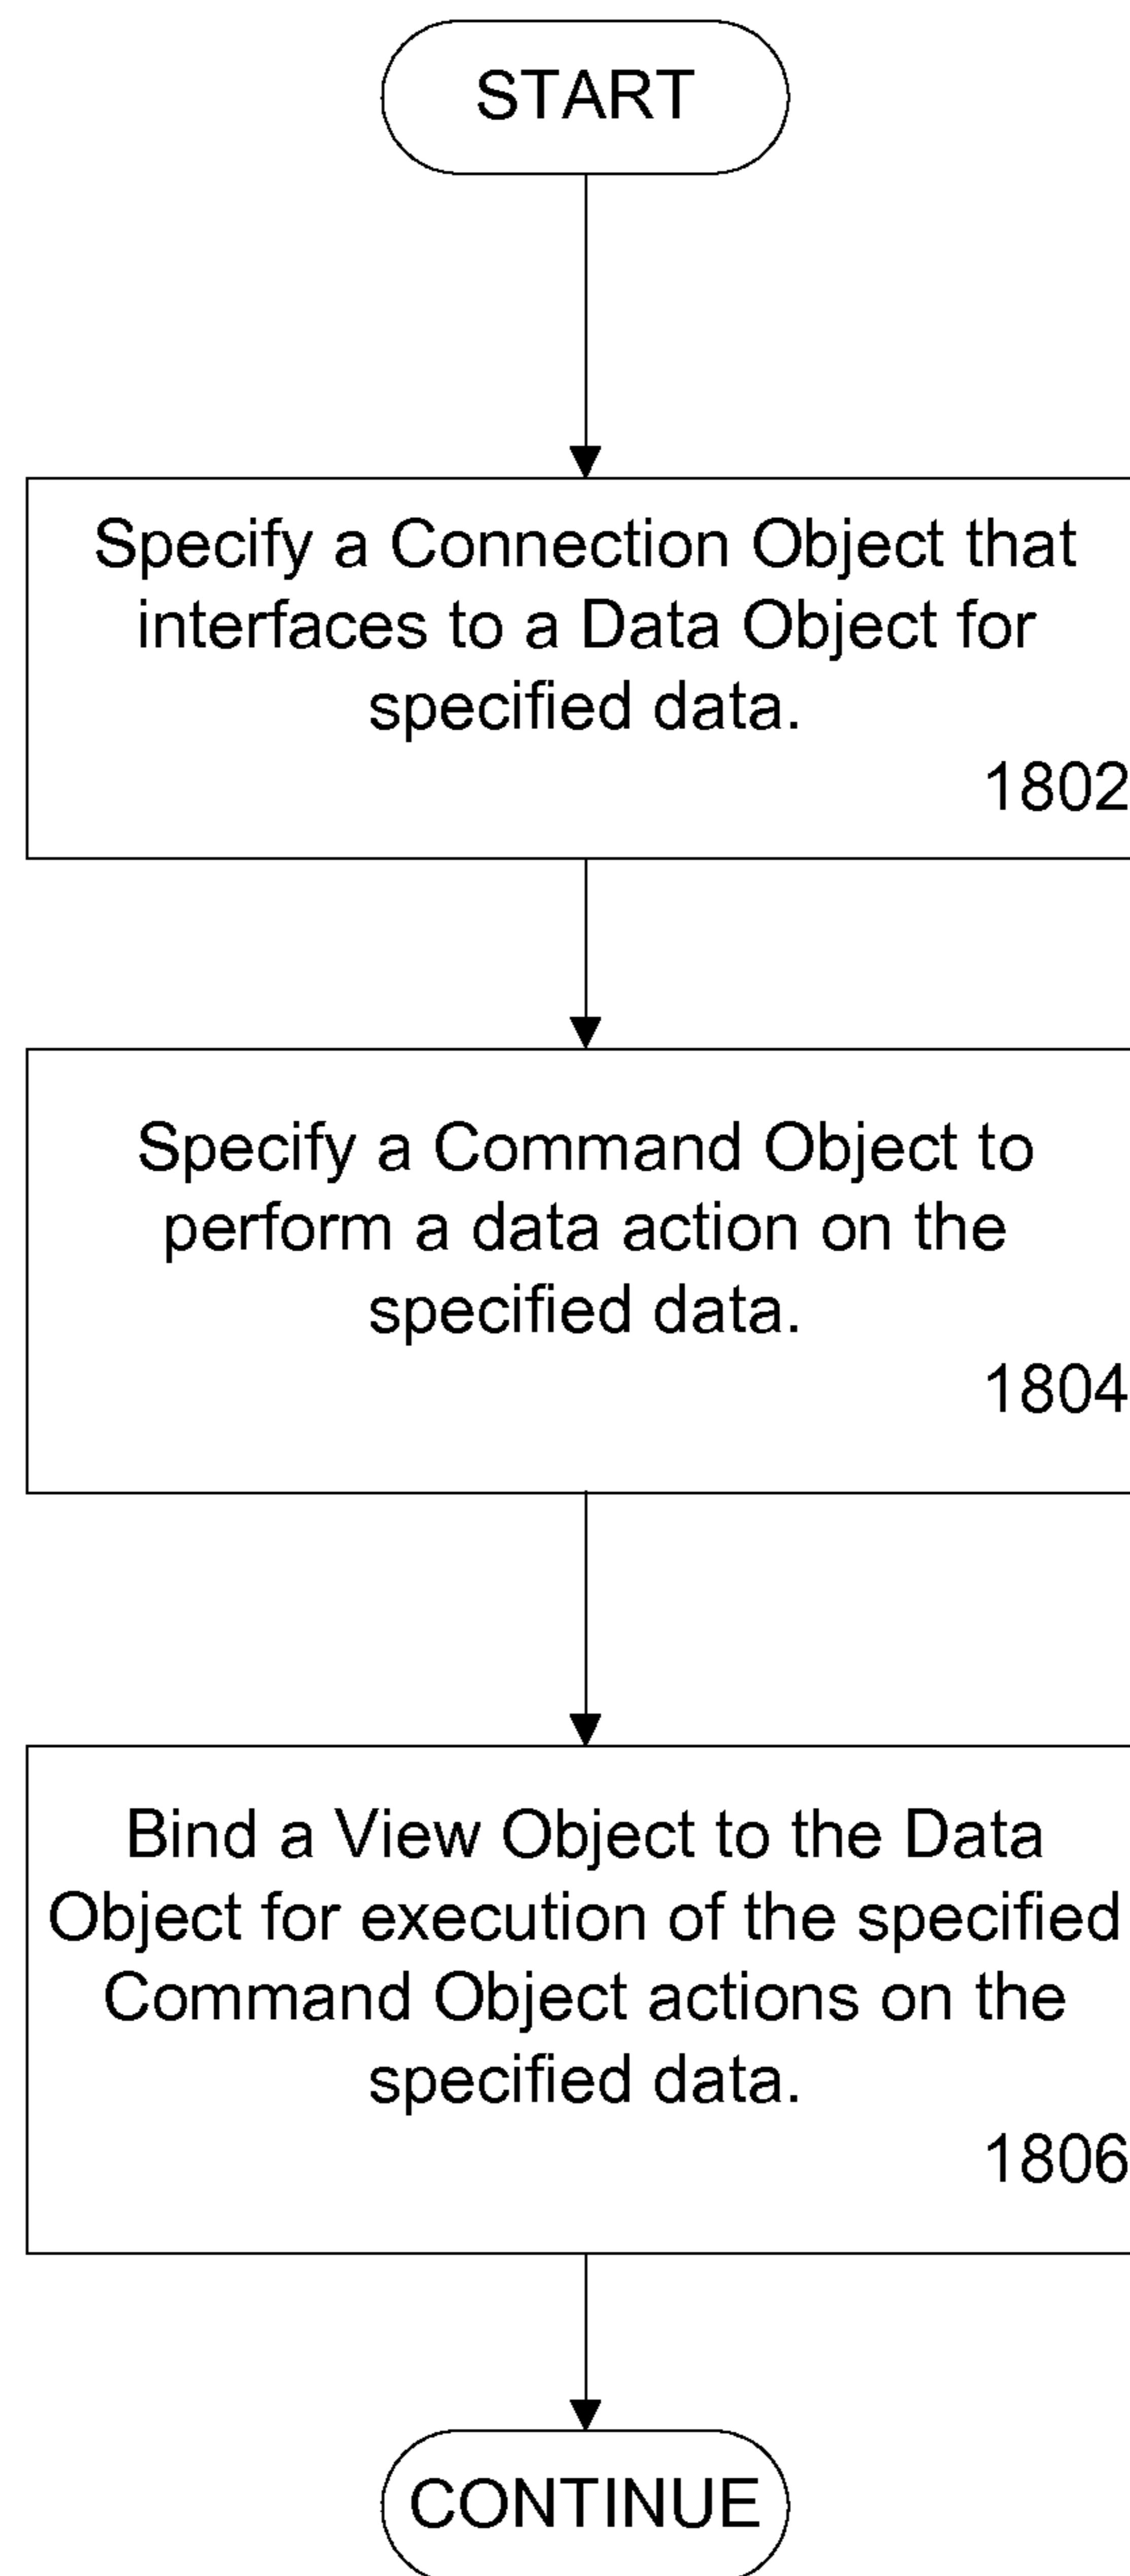 START
Specify a Connection Object that
interfaces to a Data Object for
specified data.
1802
Specify a Command Object to
perform a data action on the
specified data.
1804
Bind a View Object to the Data
Object for execution of the specified
Command Object actions on the
specified data.
1806
CONTINUE